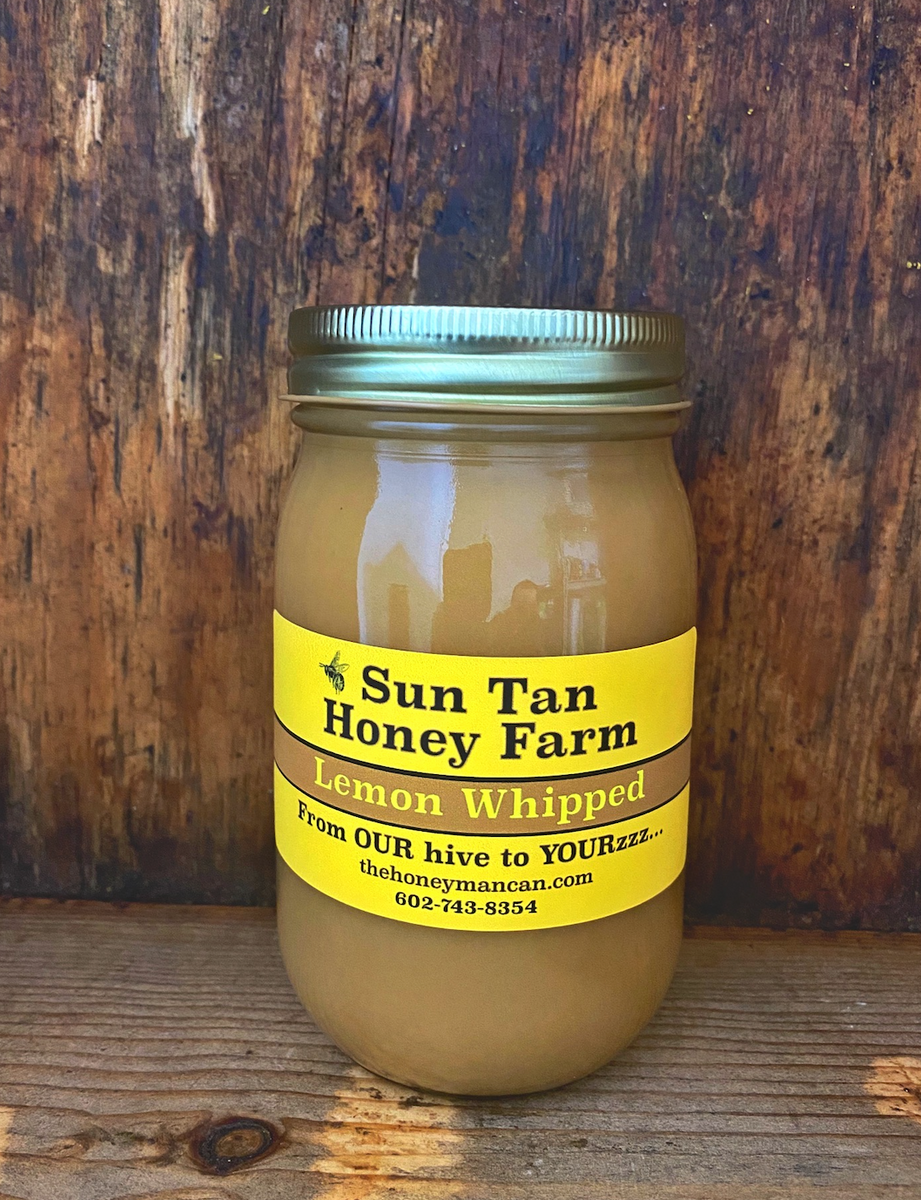 Sun Tan
Honey Farm
Lemon Whipped
From OUR hive to YOURzzz...
thehoneymancan.com
602-743-8354